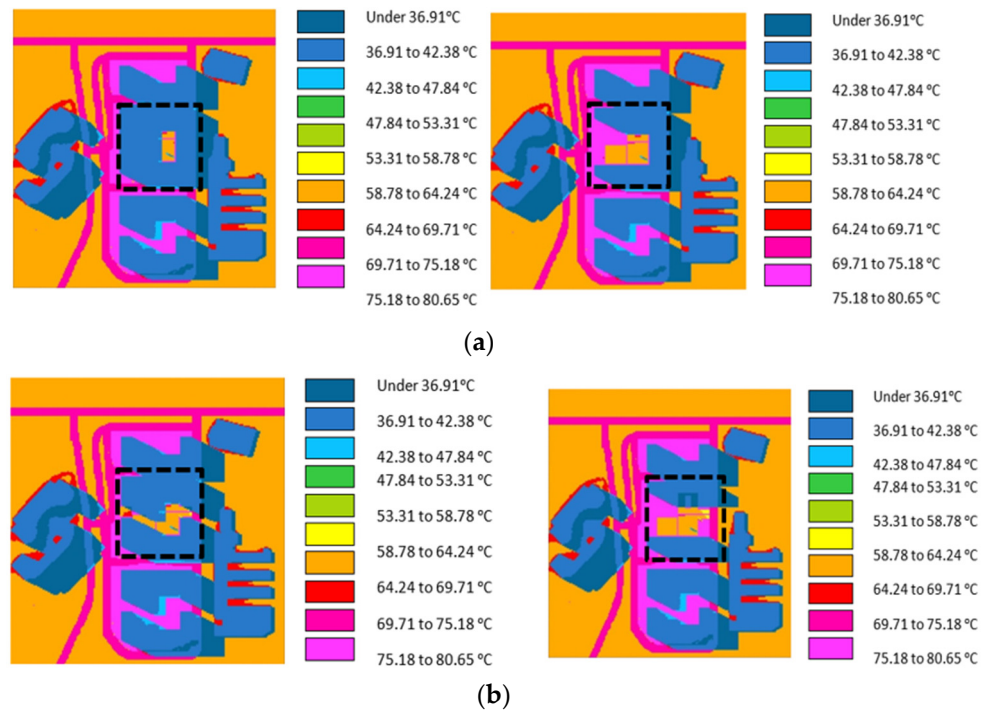 Under 36.91°C
36.91 to 42.38 °C
42.38 to 47.84 °C
47.84 to 53.31 °C
53.31 to 58.78 °C
58.78 to 64.24 °C
64.24 to 69.71 °C
69.71 to 75.18 °C
75.18 to 80.65 °C
Under 36.91°C
36.91 to 42.38 °C
42.38 to 47.84 °C
47.84 to 53.31 °C
53.31 to 58.78 °C
58.78 to 64.24 °C
64.24 to 69.71 °C
69.71 to 75.18 °C
75.18 to 80.65 °C
(a)
Under 36.91°C
36.91 to 42.38 °C
42.38 to 47.84 °C
47.84 to 53.31 °C
53.31 to 58.78 °C
58.78 to 64.24 °C
64.24 to 69.71 °C
69.71 to 75.18 °C
75.18 to 80.65 °C
Under 36.91°C
36.91 to 42.38 °C
42.38 to 47.84 °C
47.84 to 53.31 °C
53.31 to 58.78 °C
58.78 to 64.24 °C
64.24 to 69.71 °C
69.71 to 75.18 °C
75.18 to 80.65 °C
(b)